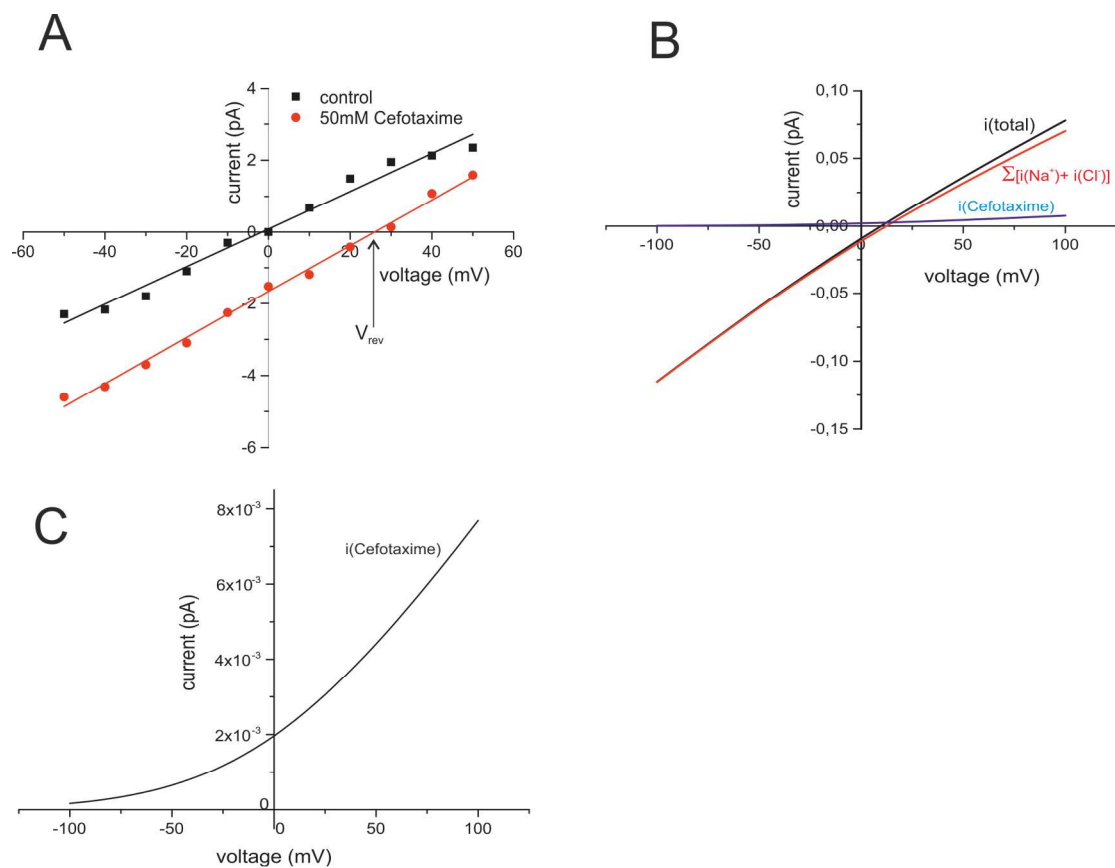 A
4
control
50mM Cefotaxime
current (pA)
2
0
-60
-40
-20
0
20
40
60
voltage (mV)
-2
V_rev
-4
-6
B
0,10
i(total)
current (pA)
0,05
Σ[i(Na⁺)+ i(Cl⁻)]
i(Cefotaxime)
0,00
-100
-50
0
50
100
voltage (mV)
-0,05
-0,10
-0,15
C
8x10⁻³
i(Cefotaxime)
6x10⁻³
current (pA)
4x10⁻³
2x10⁻³
0
-100
-50
0
50
100
voltage (mV)